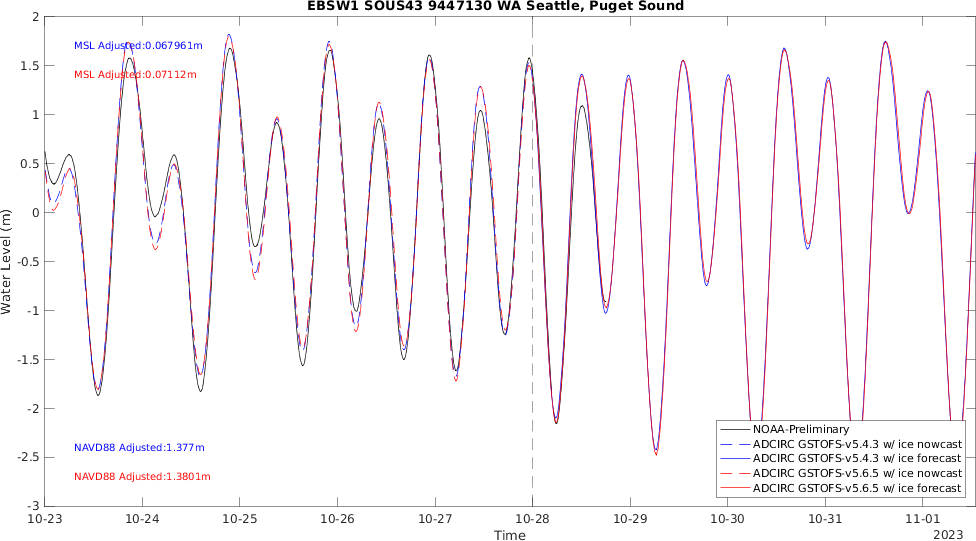 EBSW1 SOUS43 9447130 WA Seattle, Puget Sound
2
1.5
1
0.5
0
-0.5
-1
-1.5
-2
-2.5
-3
Water Level (m)
MSL Adjusted:0.067961m
MSL Adjusted:0.07112m
NAVD88 Adjusted:1.377m
NAVD88 Adjusted:1.3801m
NOAA-Preliminary
ADCIRC GSTOFS-v5.4.3 w/ ice nowcast
ADCIRC GSTOFS-v5.4.3 w/ ice forecast
ADCIRC GSTOFS-v5.6.5 w/ ice nowcast
ADCIRC GSTOFS-v5.6.5 w/ ice forecast
10-23 10-24 10-25 10-26 10-27 10-28 10-29 10-30 10-31 11-01
Time
2023